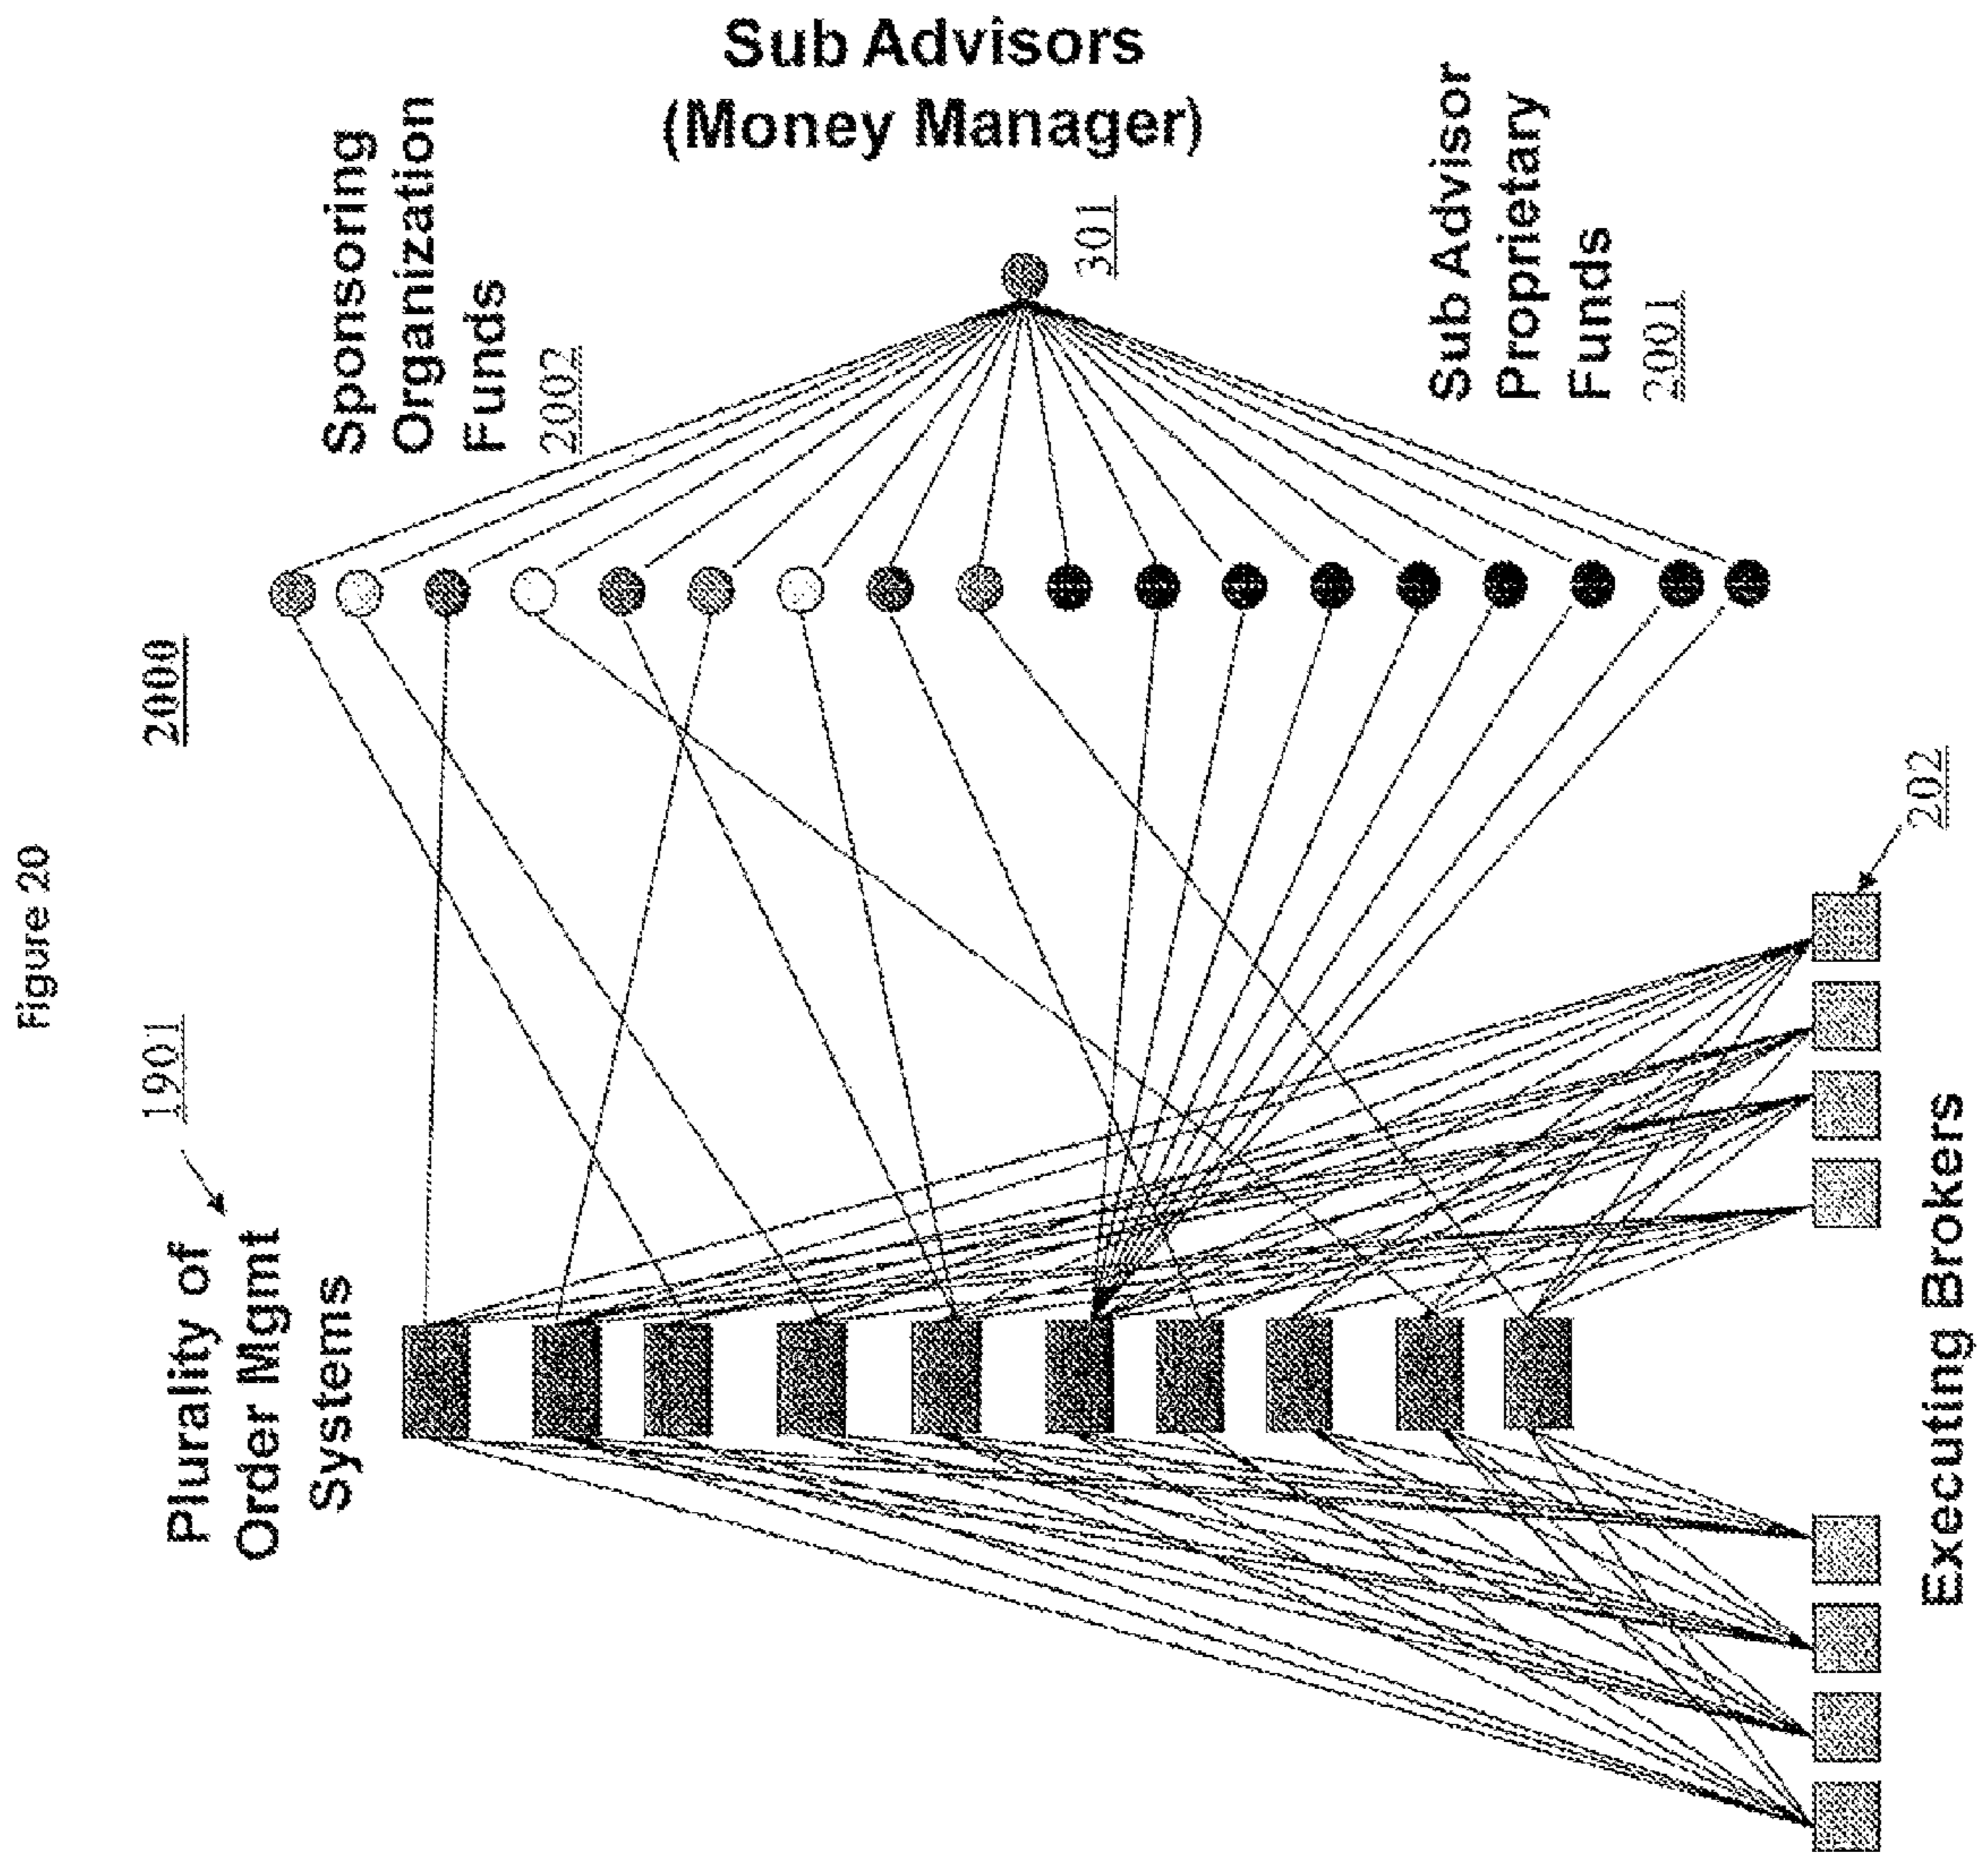 Figure 20
2000
Sub Advisors
(Money Manager)
301
Sponsoring
Organization
Funds
2002
Sub Advisor
Proprietary
Funds
2001
Plurality of
Order Mgmt
Systems
1901
202
Executing Brokers